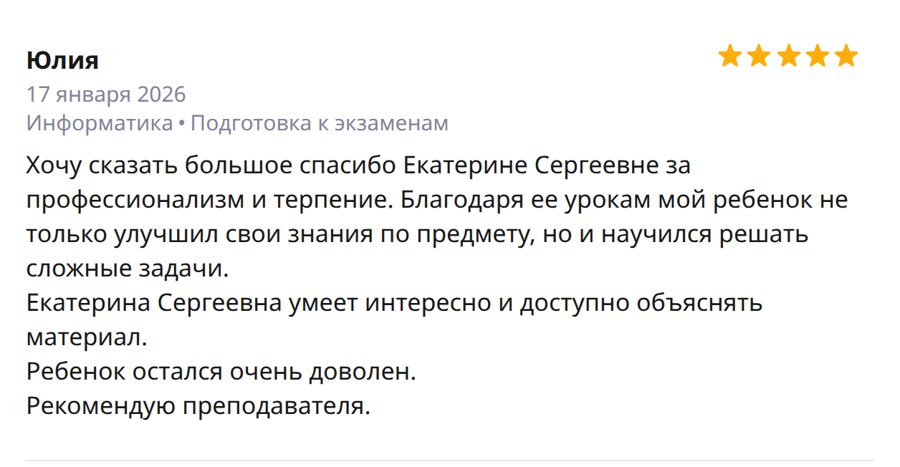 Юлия
17 января 2026
Информатика • Подготовка к экзаменам
Хочу сказать большое спасибо Екатерине Сергеевне за
профессионализм и терпение. Благодаря ее урокам мой ребенок не
только улучшил свои знания по предмету, но и научился решать
сложные задачи.
Екатерина Сергеевна умеет интересно и доступно объяснять
материал.
Ребенок остался очень доволен.
Рекомендую преподавателя.